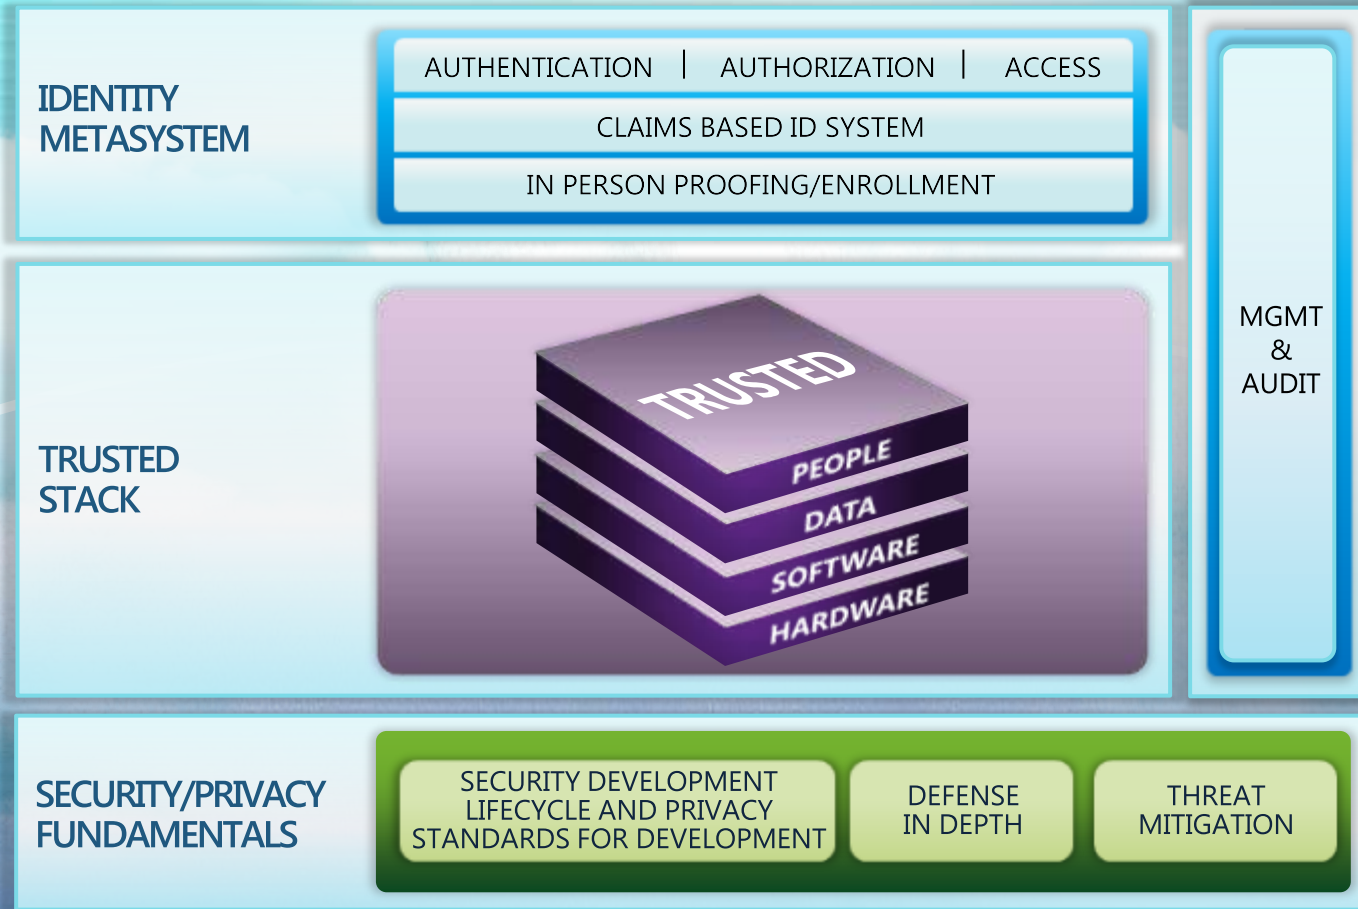 IDENTITY
METASYSTEM
AUTHENTICATION | AUTHORIZATION | ACCESS
CLAIMS BASED ID SYSTEM
IN PERSON PROOFING/ENROLLMENT
TRUSTED
STACK
TRUSTED
PEOPLE
DATA
SOFTWARE
HARDWARE
MGMT
&
AUDIT
SECURITY/PRIVACY
FUNDAMENTALS
SECURITY DEVELOPMENT
LIFECYCLE AND PRIVACY
STANDARDS FOR DEVELOPMENT
DEFENSE
IN DEPTH
THREAT
MITIGATION